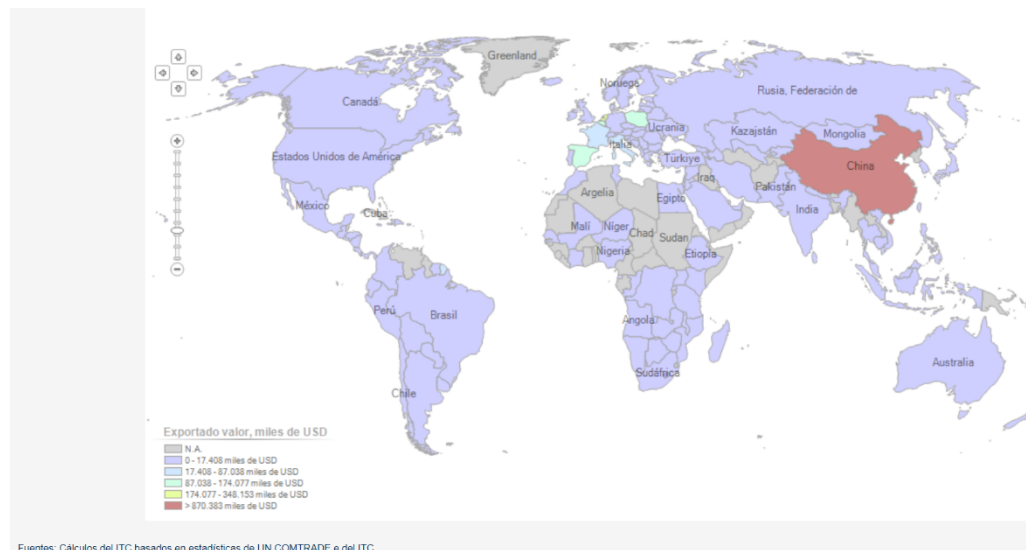 Greenland
Noruega
Canadá
Rusia, Federación de
Ucrania
Kazajstán
Mongolia
Italia
Estados Unidos de América
Türkiye
China
Iraq
Pakistán
Argelia
Egipto
México
Cuba
India
Malí
Níger
Chad
Sudan
Nigeria
Etiopía
Perú
Brasil
Angola
Australia
Sudáfrica
Chile
Exportado valor, miles de USD
N.A.
0 - 17.408 miles de USD
17.408 - 87.038 miles de USD
87.038 - 174.077 miles de USD
174.077 - 348.153 miles de USD
> 870.383 miles de USD
Fuentes: Cálculos del ITC basados en estadísticas de UN COMTRADE e del ITC.